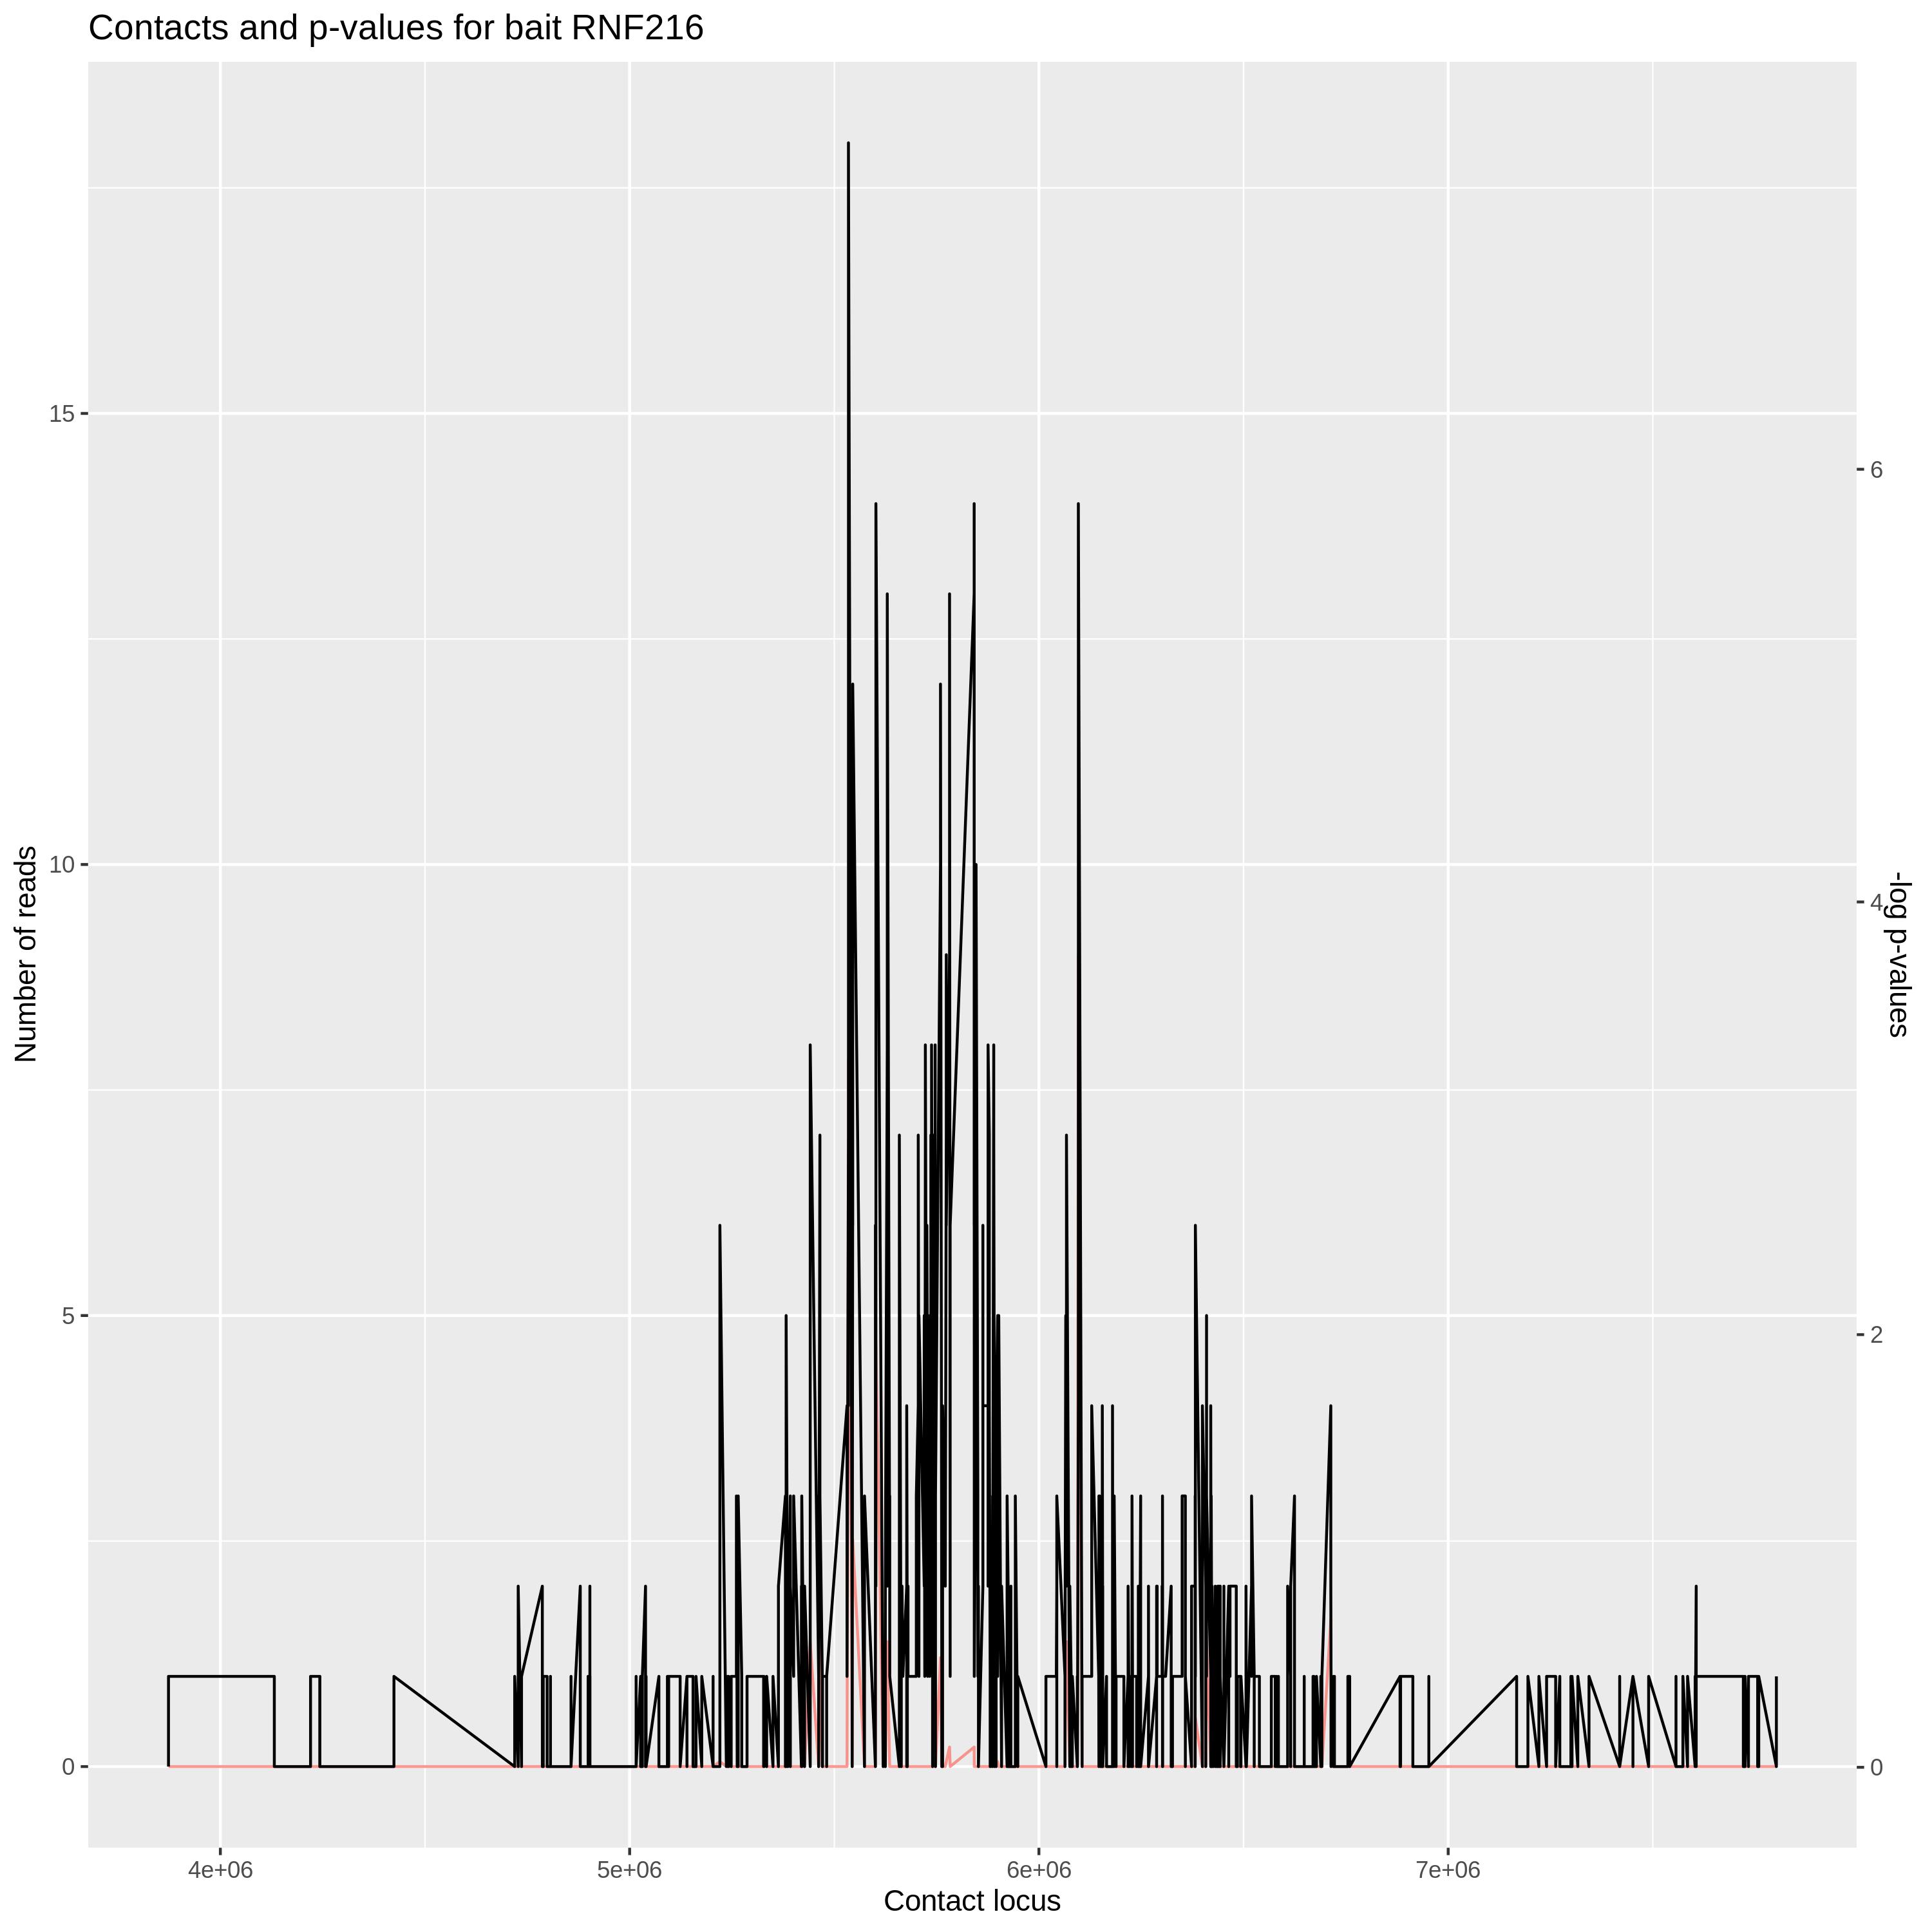 Contacts and p-values for bait RNF216
15
10
5
0
Number of reads
6
4
2
0
-log p-values
4e+06
5e+06
6e+06
7e+06
Contact locus